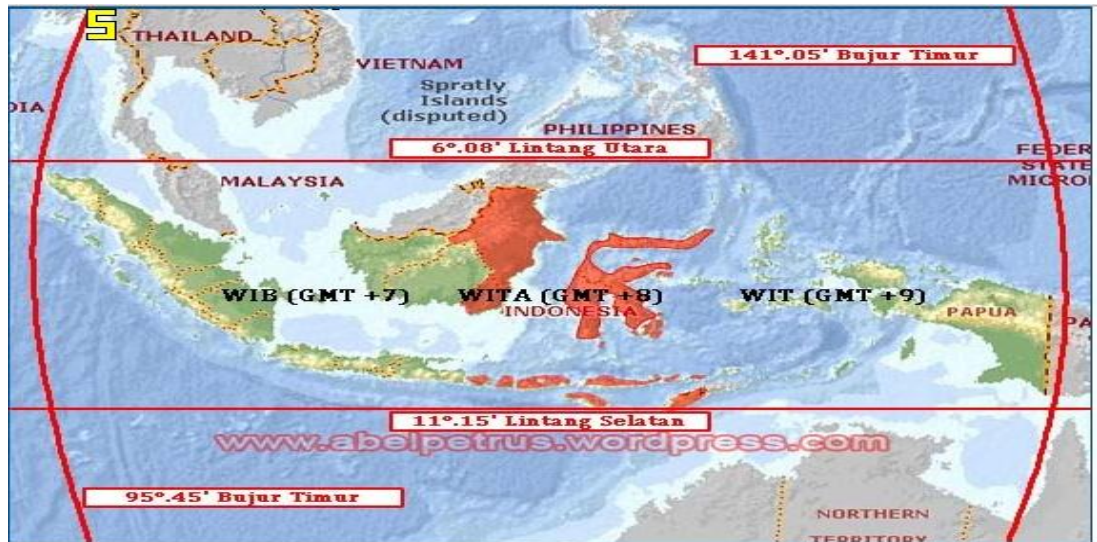 S
THAILAND
141°.05' Bujur Timur
VIETNAM
Spratly
Islands
(disputed)
DIA
PHILIPPINES
6°.08' Lintang Utara
FEDER
STATE
MICRO
MALAYSIA
WIB (GMT +7)
WITA (GMT +8)
WIT (GMT +9)
INDONESIA
PAPUA
PA
11°.15' Lintang Selatan
www.abelpetrus.wordpress.com
95°.45' Bujur Timur
NORTHERN
TERRITORY